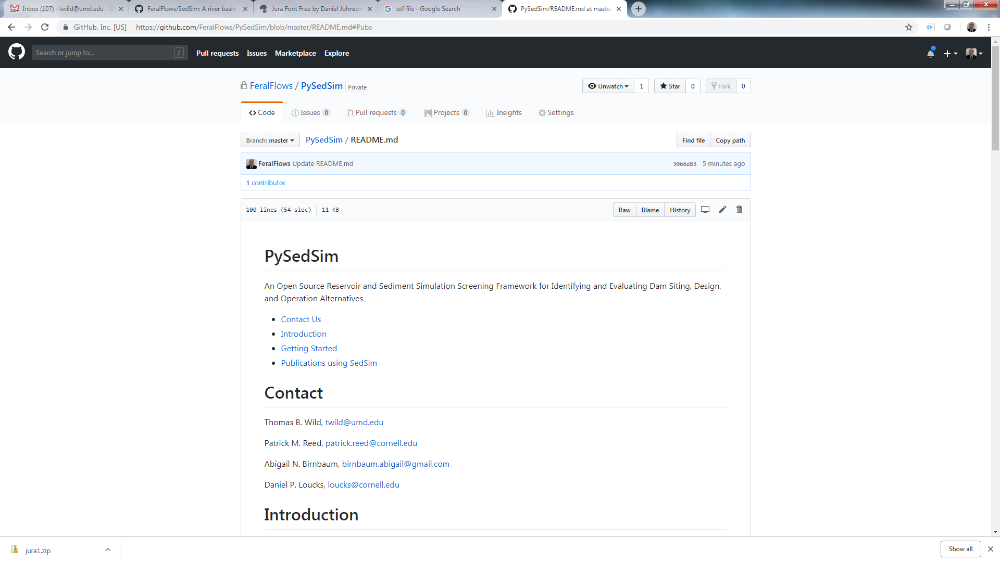 Inbox (107) - twild@umd.edu - U
FeralFlows/SedSim: A river basin
Jura Font Free by Daniel Johnson
otf file - Google Search
PySedSim/README.md at maste
GitHub, Inc. [US] https://github.com/FeralFlows/PySedSim/blob/master/README.md#Pubs
Search or jump to... / Pull requests Issues Marketplace Explore
FeralFlows / PySedSim Private Unwatch 1 Star 0 Fork 0
Code Issues 0 Pull requests 0 Projects 0 Insights Settings
Branch: master PySedSim / README.md Find file Copy path
FeralFlows Update README.md 3066d83 5 minutes ago
1 contributor
100 lines (54 sloc) 11 KB Raw Blame History
PySedSim
An Open Source Reservoir and Sediment Simulation Screening Framework for Identifying and Evaluating Dam Siting, Design,
and Operation Alternatives
Contact Us
Introduction
Getting Started
Publications using SedSim
Contact
Thomas B. Wild, twild@umd.edu
Patrick M. Reed, patrick.reed@cornell.edu
Abigail N. Birnbaum, birnbaum.abigail@gmail.com
Daniel P. Loucks, loucks@cornell.edu
Introduction
jura1.zip Show all